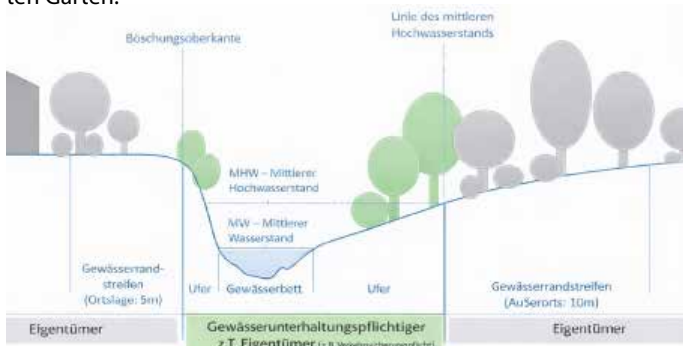 ten Garten.
Böschungsoberkante
Linie des mittleren
Hochwasserstands
MHW – Mittlerer
Hochwasserstand
MW – Mittlerer
Wasserstand
Gewässerrand-
streifen
(Ortslage: 5m)
Ufer
Gewässerbett
Ufer
Gewässerrandstreifen
(Außerorts: 10m)
Eigentümer
Gewässerunterhaltungspflichtiger
z.T. Eigentümer (z.B. Verkehrssicherungspflicht)
Eigentümer